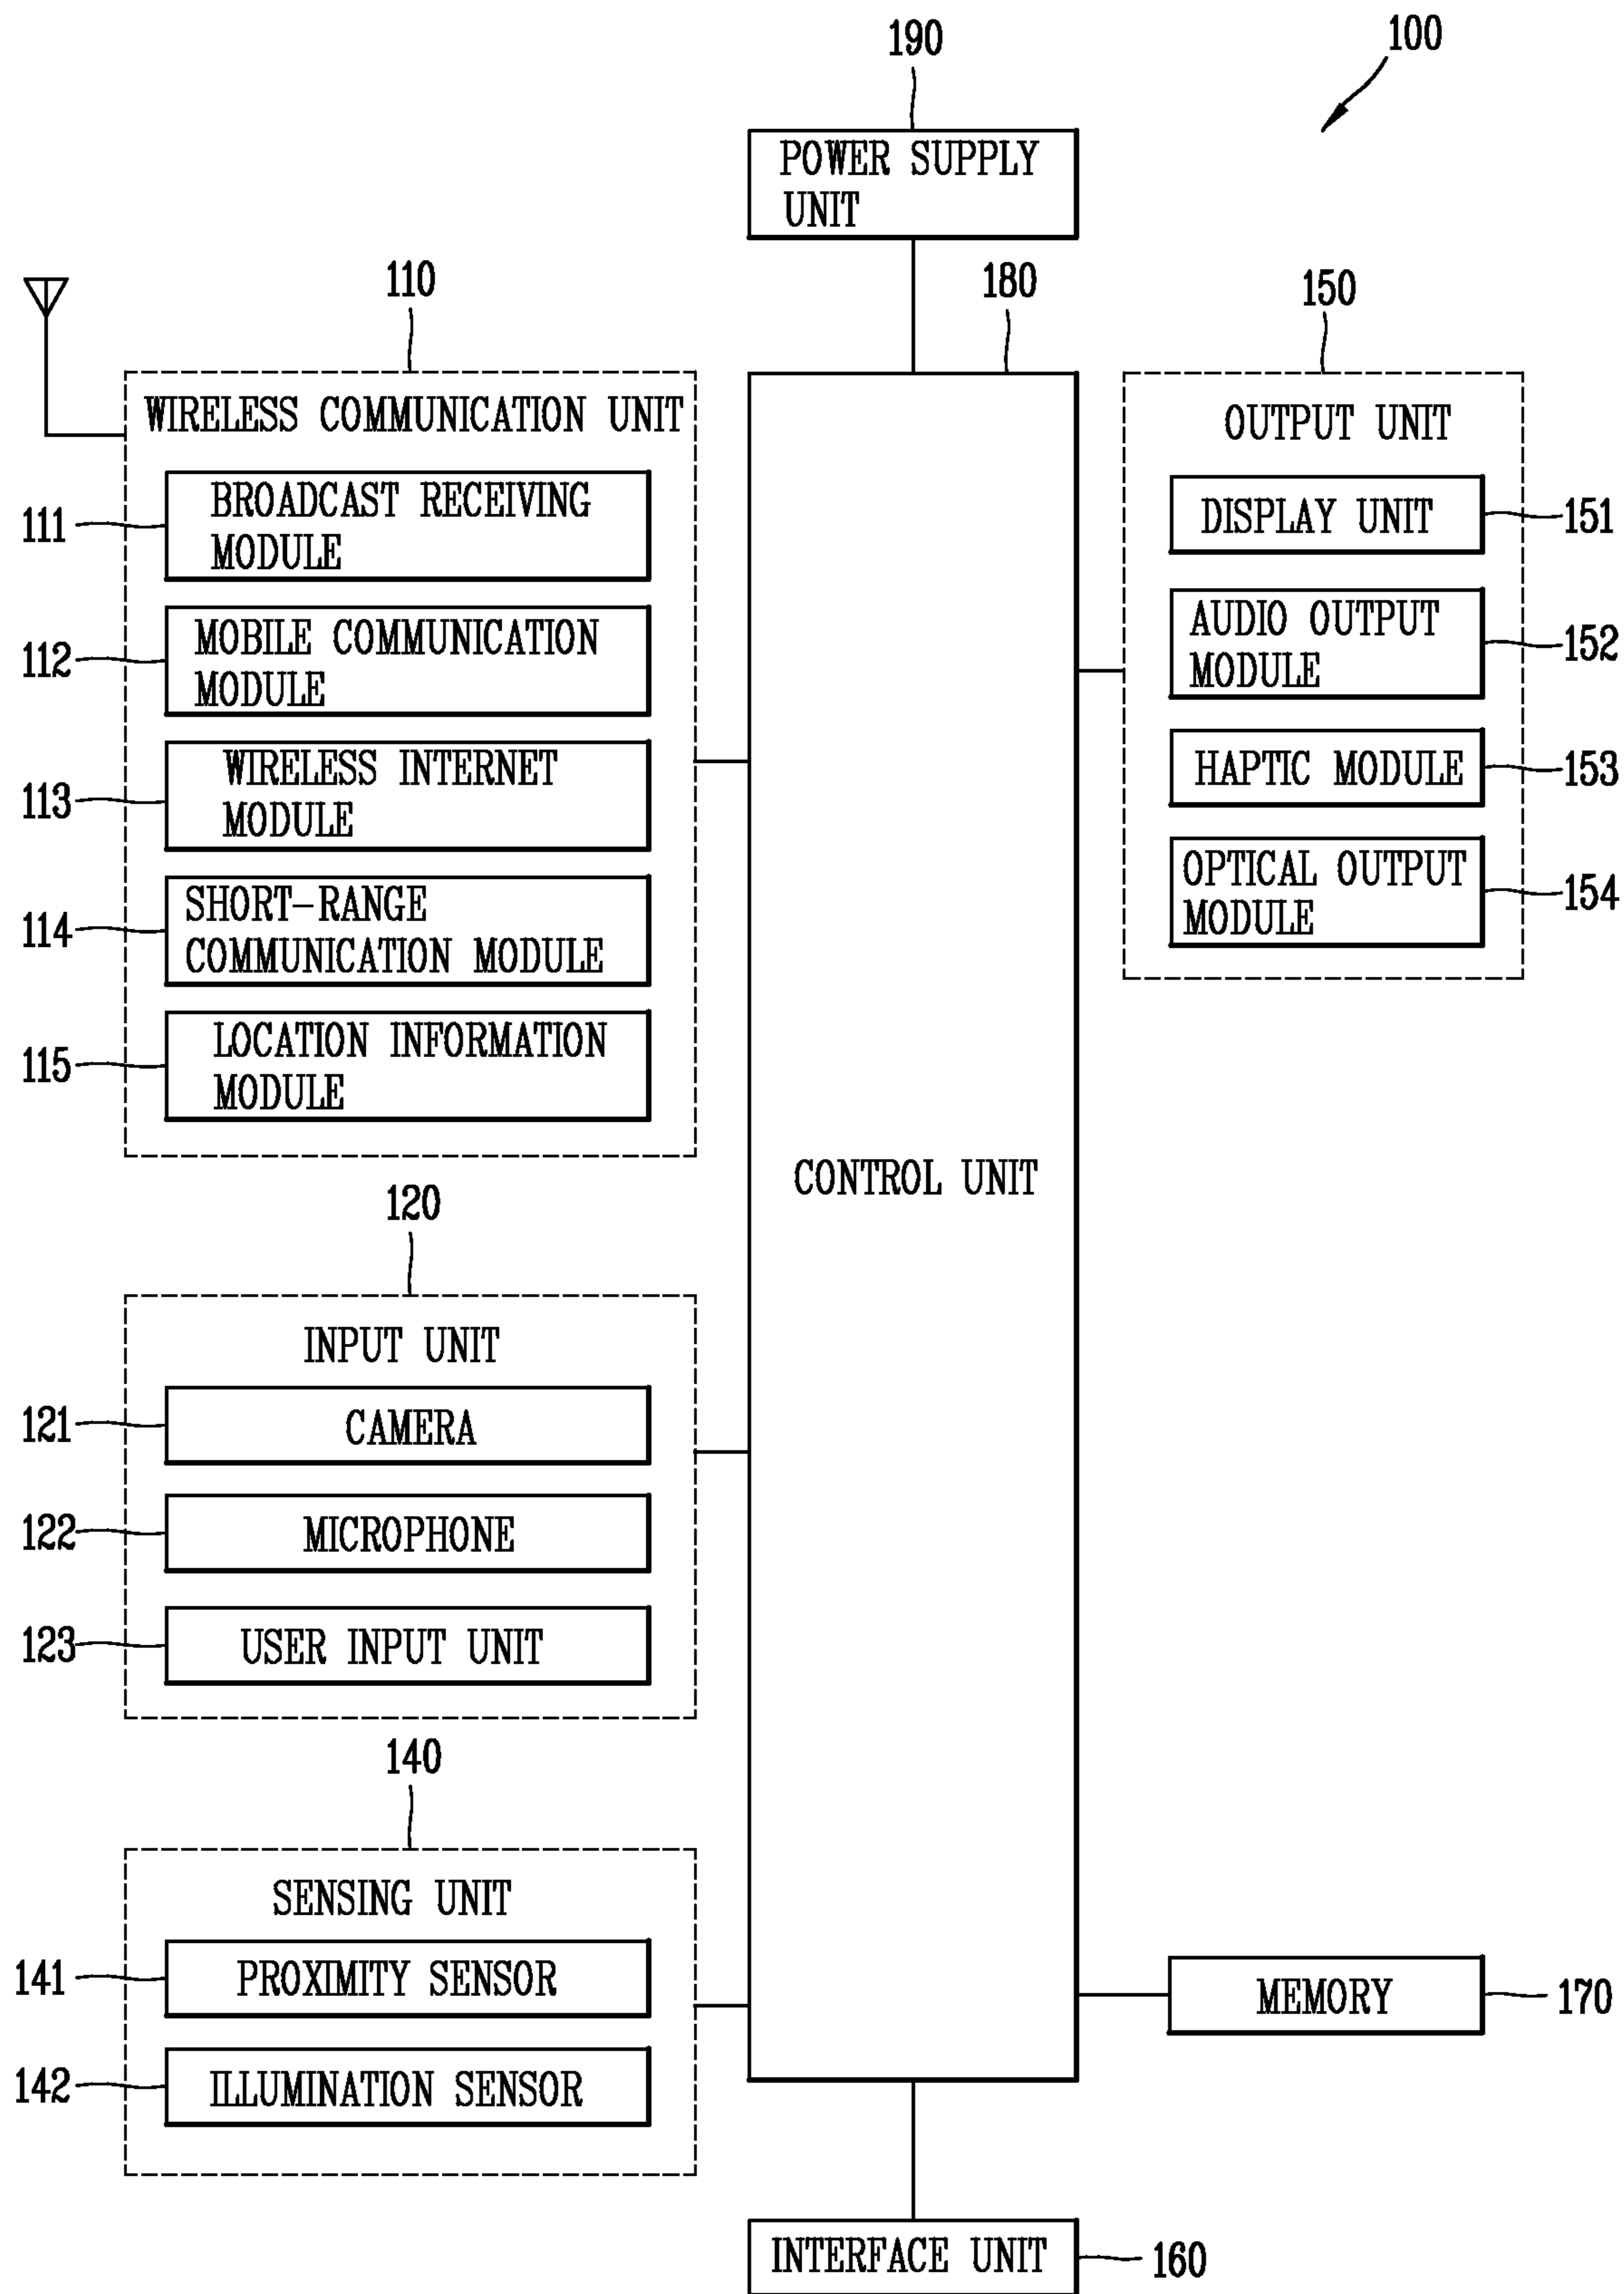 190
100
POWER SUPPLY
UNIT
110
180
150
WIRELESS COMMUNICATION UNIT
111
BROADCAST RECEIVING
MODULE
112
MOBILE COMMUNICATION
MODULE
113
WIRELESS INTERNET
MODULE
114
SHORT-RANGE
COMMUNICATION MODULE
115
LOCATION INFORMATION
MODULE
OUTPUT UNIT
DISPLAY UNIT
151
AUDIO OUTPUT
MODULE
152
HAPTIC MODULE
153
OPTICAL OUTPUT
MODULE
154
CONTROL UNIT
120
INPUT UNIT
121
CAMERA
122
MICROPHONE
123
USER INPUT UNIT
140
SENSING UNIT
141
PROXIMITY SENSOR
142
ILLUMINATION SENSOR
MEMORY
170
INTERFACE UNIT
160